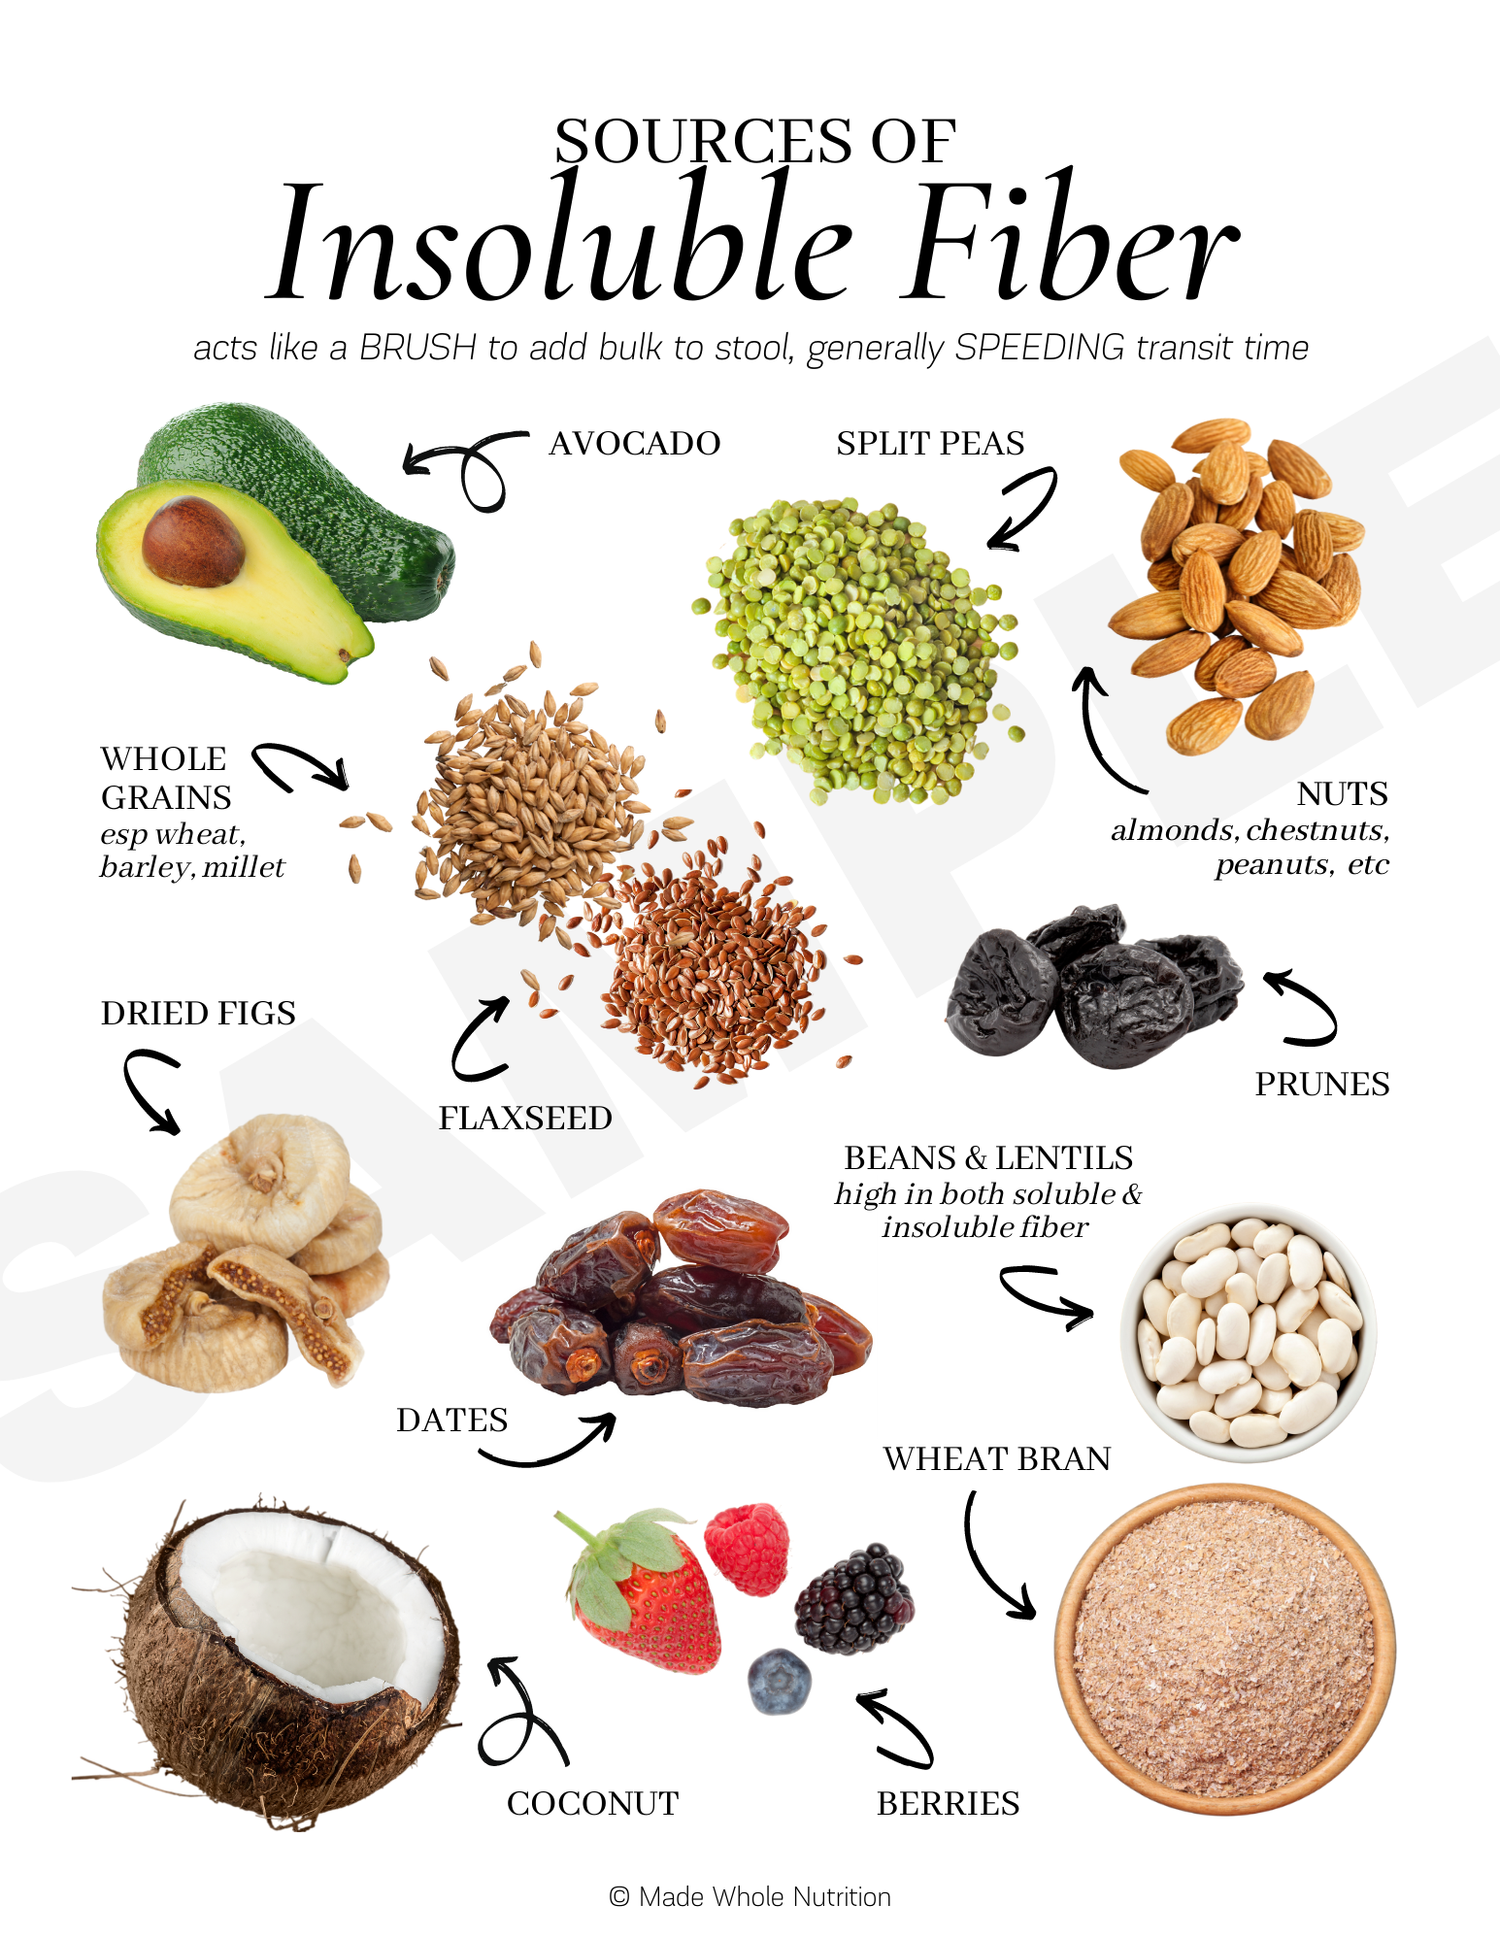 SOURCES OF
Insoluble Fiber
acts like a BRUSH to add bulk to stool, generally SPEEDING transit time
AVOCADO
SPLIT PEAS
WHOLE
GRAINS
esp wheat,
barley, millet
NUTS
almonds, chestnuts,
peanuts, etc
DRIED FIGS
FLAXSEED
PRUNES
BEANS & LENTILS
high in both soluble &
insoluble fiber
DATES
WHEAT BRAN
COCONUT
BERRIES
© Made Whole Nutrition
SAMPLE